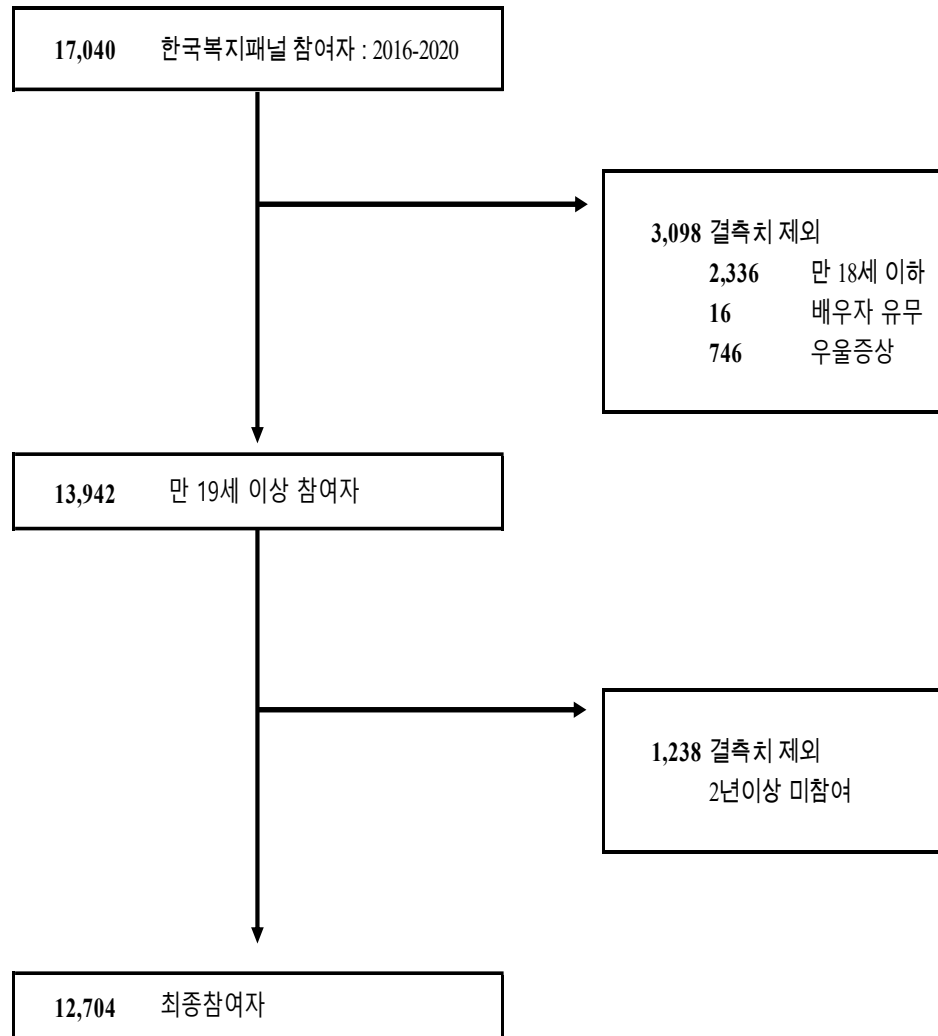 17,040 한국복지패널 참여자 : 2016-2020
3,098 결측치 제외
2,336 만 18세 이하
16 배우자 유무
746 우울증상
13,942 만 19세 이상 참여자
1,238 결측치 제외
2년이상 미참여
12,704 최종참여자